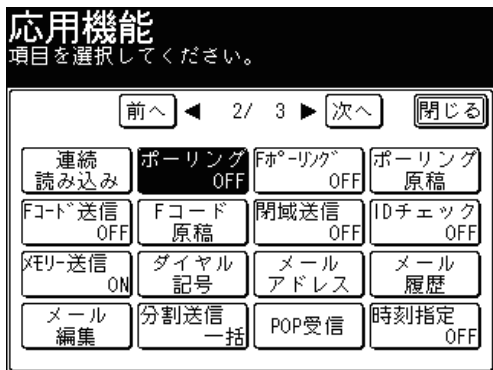 応用機能
項目を選択してください。
前へ ◀ 2/ 3 ▶ 次へ 閉じる
連続
読み込み
ポーリング
OFF
Fﾎﾟｰﾘﾝｸﾞ
OFF
ポーリング
原稿
Fｺｰﾄﾞ送信
OFF
Fコード
原稿
閉域送信
OFF
IDチェック
OFF
ﾒﾓﾘｰ送信
ON
ダイヤル
記号
メール
アドレス
メール
履歴
メール
編集
分割送信
一括
POP受信
時刻指定
OFF